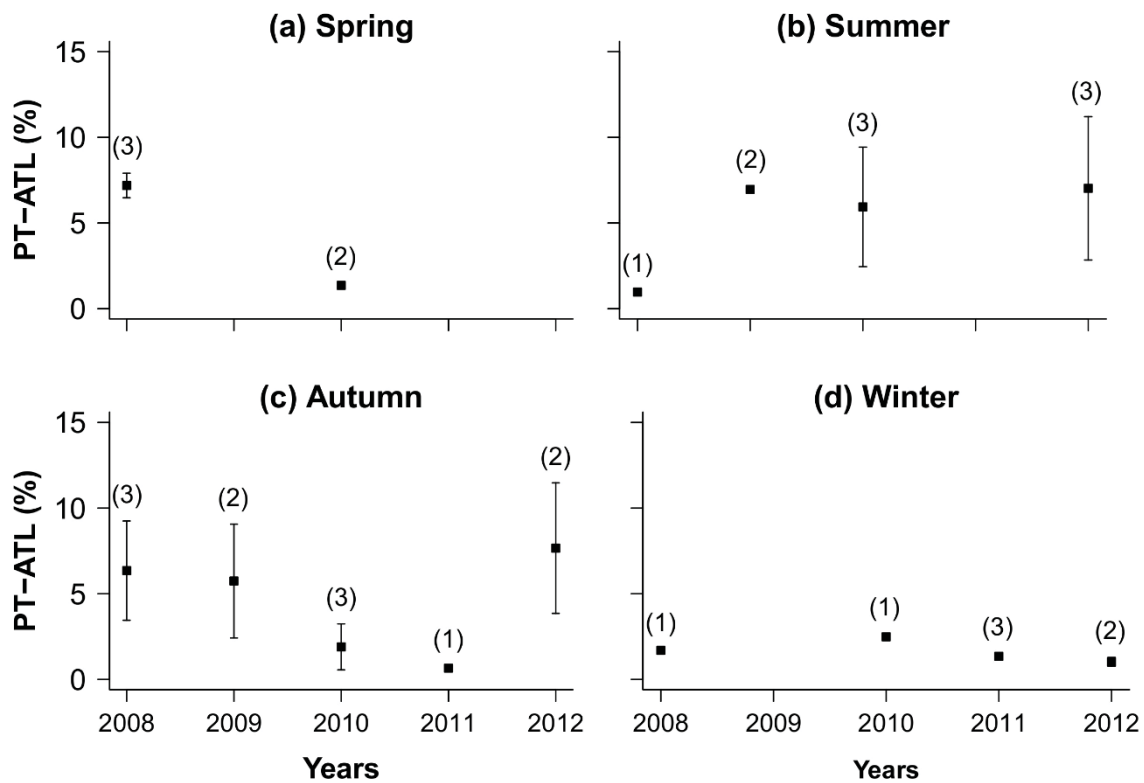 (a) Spring
PT−ATL (%)
15
10
5
0
(3)
(2)
(b) Summer
(1)
(2)
(3)
(3)
(c) Autumn
PT−ATL (%)
15
10
5
0
(3)
(2)
(3)
(1)
(2)
2008 2009 2010 2011 2012
Years
(d) Winter
(1)
(1)
(3)
(2)
2008 2009 2010 2011 2012
Years